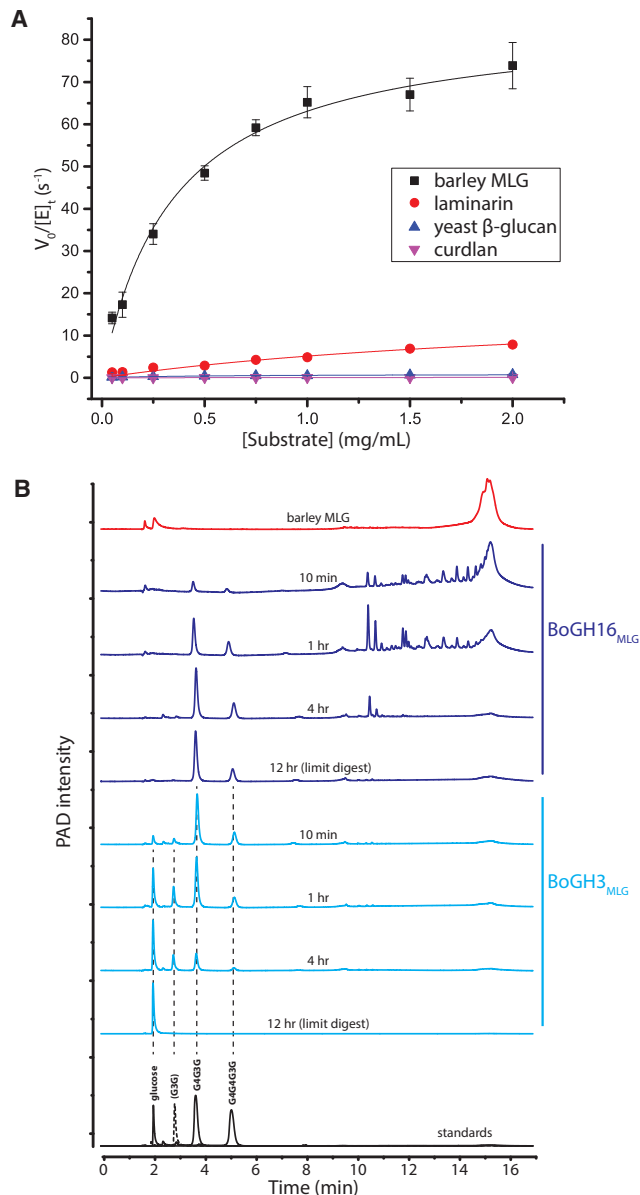 A
80
70
60
50
40
30
20
10
0
V0/[E]t (s⁻¹)
barley MLG
laminarin
yeast β-glucan
curdlan
0.0 0.5 1.0 1.5 2.0
[Substrate] (mg/mL)
B
barley MLG
10 min
1 hr
4 hr
12 hr (limit digest)
BoGH16MLG
10 min
1 hr
4 hr
12 hr (limit digest)
BoGH3MLG
PAD intensity
glucose
(G3G)
G4G3G
G4G4G3G
standards
0 2 4 6 8 10 12 14 16
Time (min)